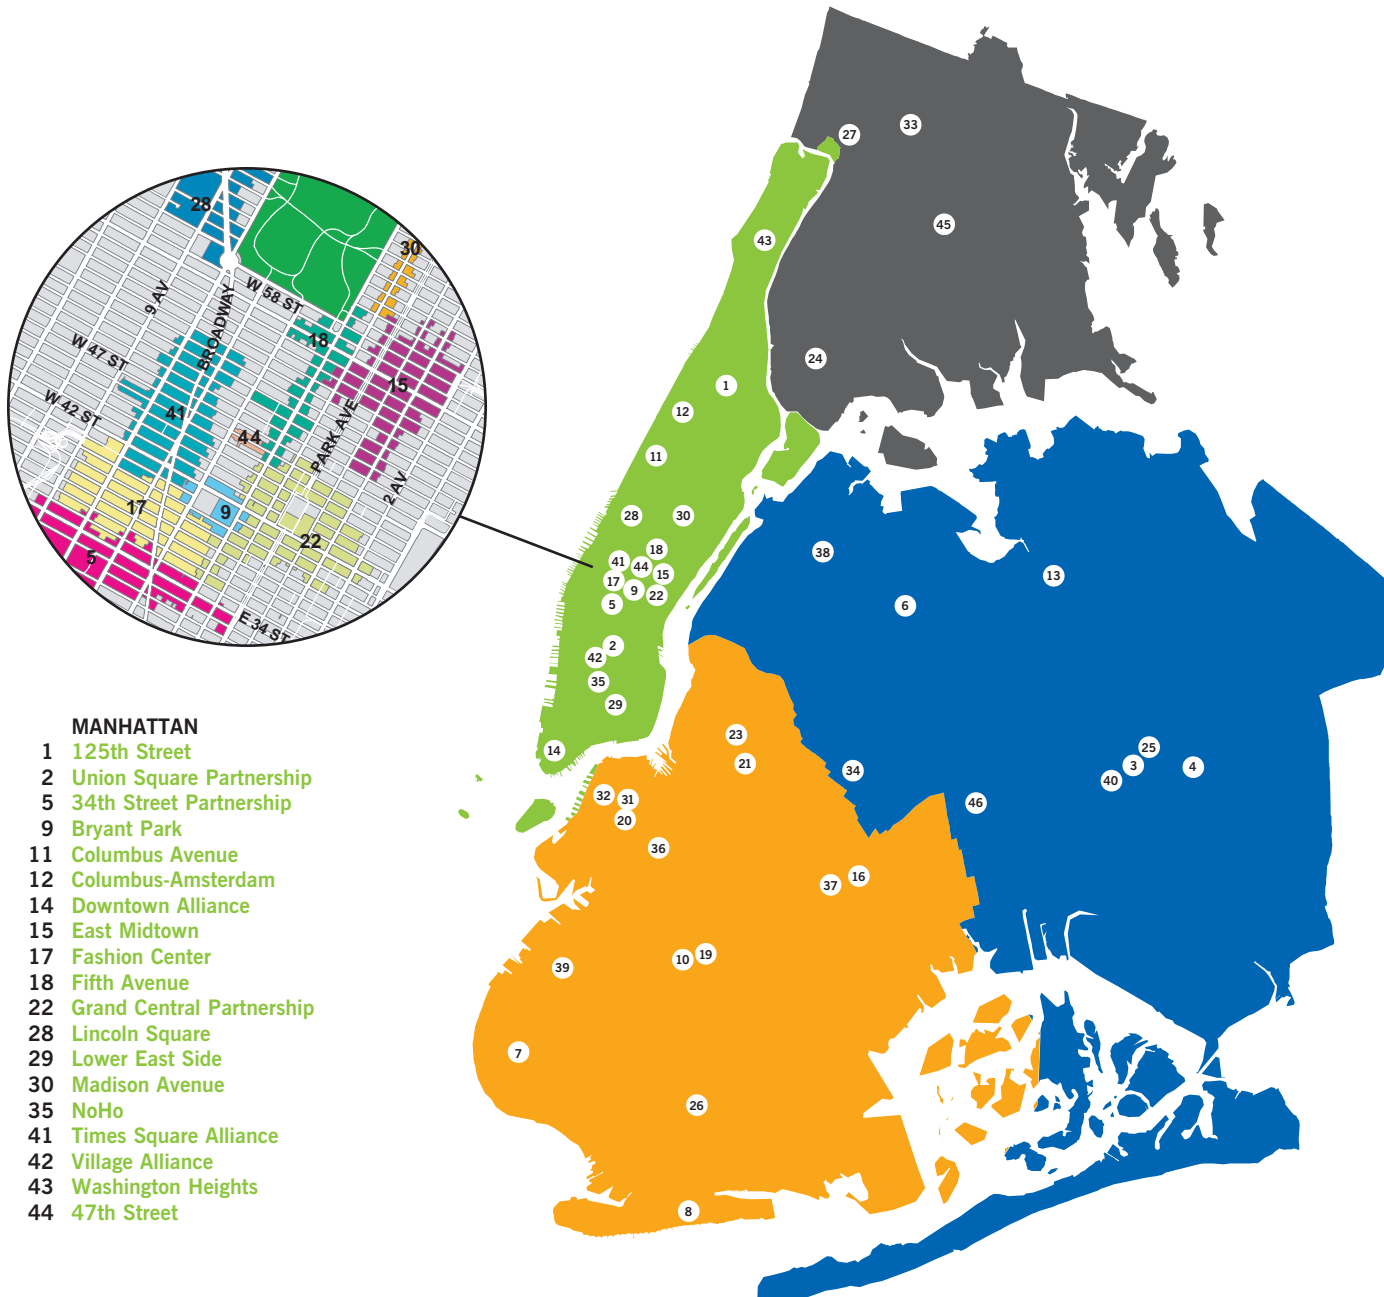 27
33
45
43
24
1
12
11
28
30
18
41
44
15
17
9
22
5
2
42
35
29
14
38
13
6
23
21
34
25
3
4
40
46
32
31
20
36
37
16
10
19
39
7
26
8
28
30
W 58 ST
9 AV
BROADWAY
18
W 47 ST
15
W 42 ST
41
44
PARK AVE
2 AV
17
9
22
5
E 34 ST
MANHATTAN
1 125th Street
2 Union Square Partnership
5 34th Street Partnership
9 Bryant Park
11 Columbus Avenue
12 Columbus-Amsterdam
14 Downtown Alliance
15 East Midtown
17 Fashion Center
18 Fifth Avenue
22 Grand Central Partnership
28 Lincoln Square
29 Lower East Side
30 Madison Avenue
35 NoHo
41 Times Square Alliance
42 Village Alliance
43 Washington Heights
44 47th Street